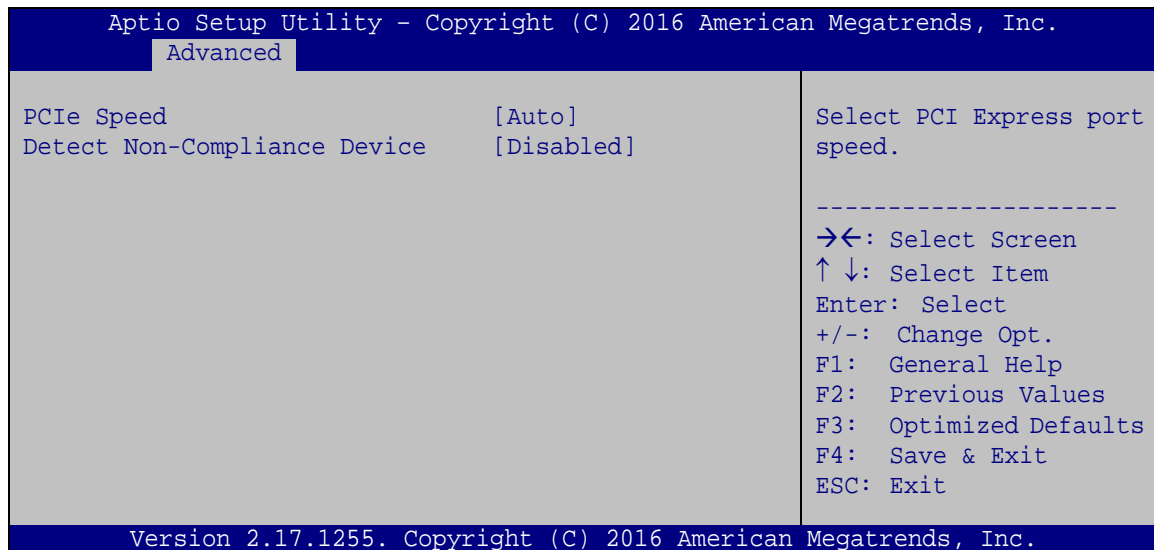 Aptio Setup Utility – Copyright (C) 2016 American Megatrends, Inc.
Advanced
PCIe Speed [Auto]
Detect Non-Compliance Device [Disabled]
Select PCI Express port
speed.
---------------------
→←: Select Screen
↑ ↓: Select Item
Enter: Select
+/-: Change Opt.
F1: General Help
F2: Previous Values
F3: Optimized Defaults
F4: Save & Exit
ESC: Exit
Version 2.17.1255. Copyright (C) 2016 American Megatrends, Inc.